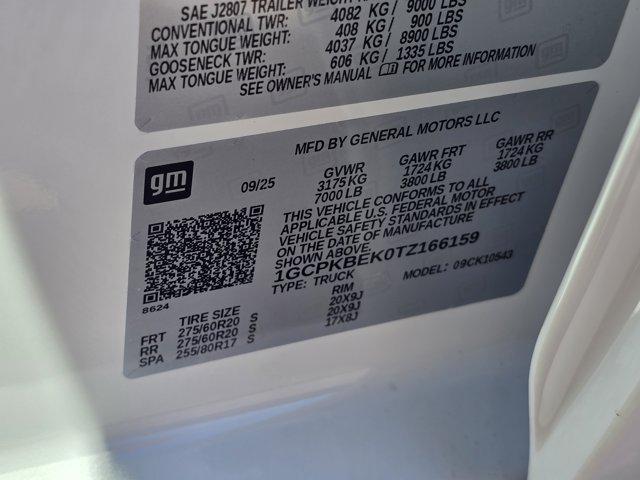 SAE J2807 TRAILER WEIGHT
CONVENTIONAL TWR: 4082 KG / 9000 LBS
MAX TONGUE WEIGHT: 408 KG / 900 LBS
GOOSENECK TWR: 4037 KG / 8900 LBS
MAX TONGUE WEIGHT: 606 KG / 1335 LBS
SEE OWNER'S MANUAL FOR MORE INFORMATION
MFD BY GENERAL MOTORS LLC
gm
09/25
GVWR GAWR FRT GAWR RR
3175 KG 1724 KG 1724 KG
7000 LB 3800 LB 3800 LB
THIS VEHICLE CONFORMS TO ALL
APPLICABLE U.S. FEDERAL MOTOR
VEHICLE SAFETY STANDARDS IN EFFECT
ON THE DATE OF MANUFACTURE
SHOWN ABOVE.
1GCPKBEK0TZ166159
TYPE: TRUCK MODEL: 09CK10543
8624
TIRE SIZE RIM
FRT 275/60R20 S 20X9J
RR 275/60R20 S 20X9J
SPA 255/80R17 S 17X8J